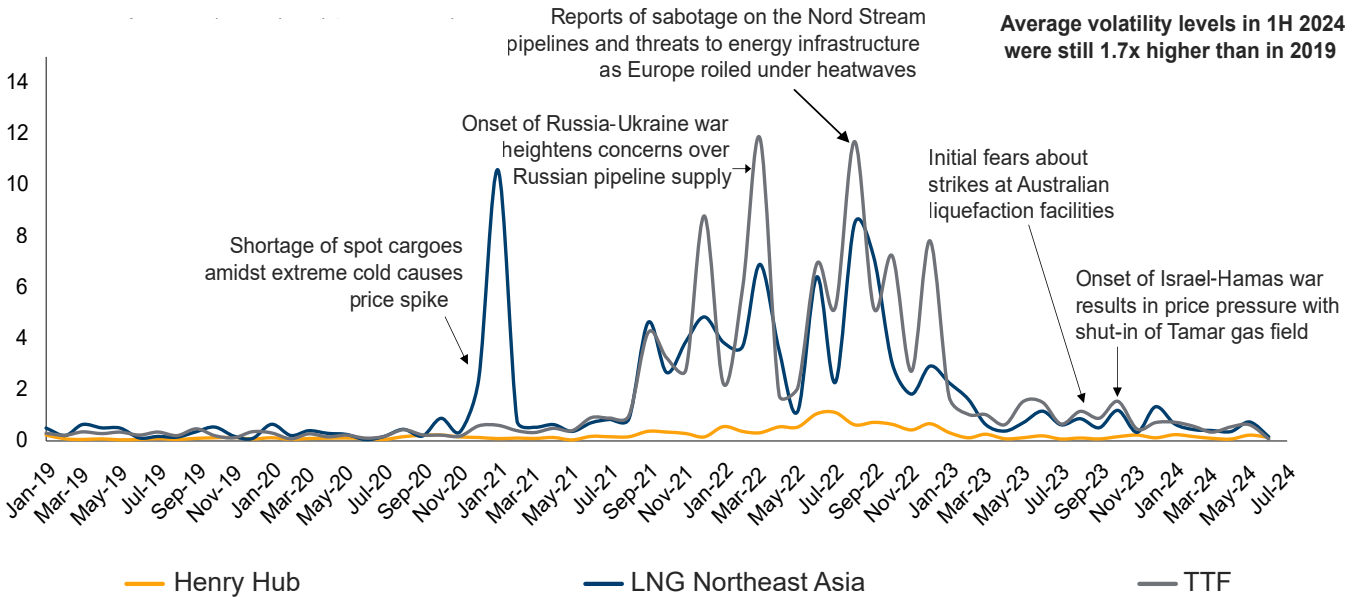 Reports of sabotage on the Nord Stream
pipelines and threats to energy infrastructure
as Europe roiled under heatwaves
Average volatility levels in 1H 2024
were still 1.7x higher than in 2019
Onset of Russia-Ukraine war
heightens concerns over
Russian pipeline supply
Initial fears about
strikes at Australian
liquefaction facilities
Shortage of spot cargoes
amidst extreme cold causes
price spike
Onset of Israel-Hamas war
results in price pressure with
shut-in of Tamar gas field
14
12
10
8
6
4
2
0
Jan-19
Mar-19
May-19
Jul-19
Sep-19
Nov-19
Jan-20
Mar-20
May-20
Jul-20
Sep-20
Nov-20
Jan-21
Mar-21
May-21
Jul-21
Sep-21
Nov-21
Jan-22
Mar-22
May-22
Jul-22
Sep-22
Nov-22
Jan-23
Mar-23
May-23
Jul-23
Sep-23
Nov-23
Jan-24
Mar-24
May-24
Jul-24
Henry Hub
LNG Northeast Asia
TTF